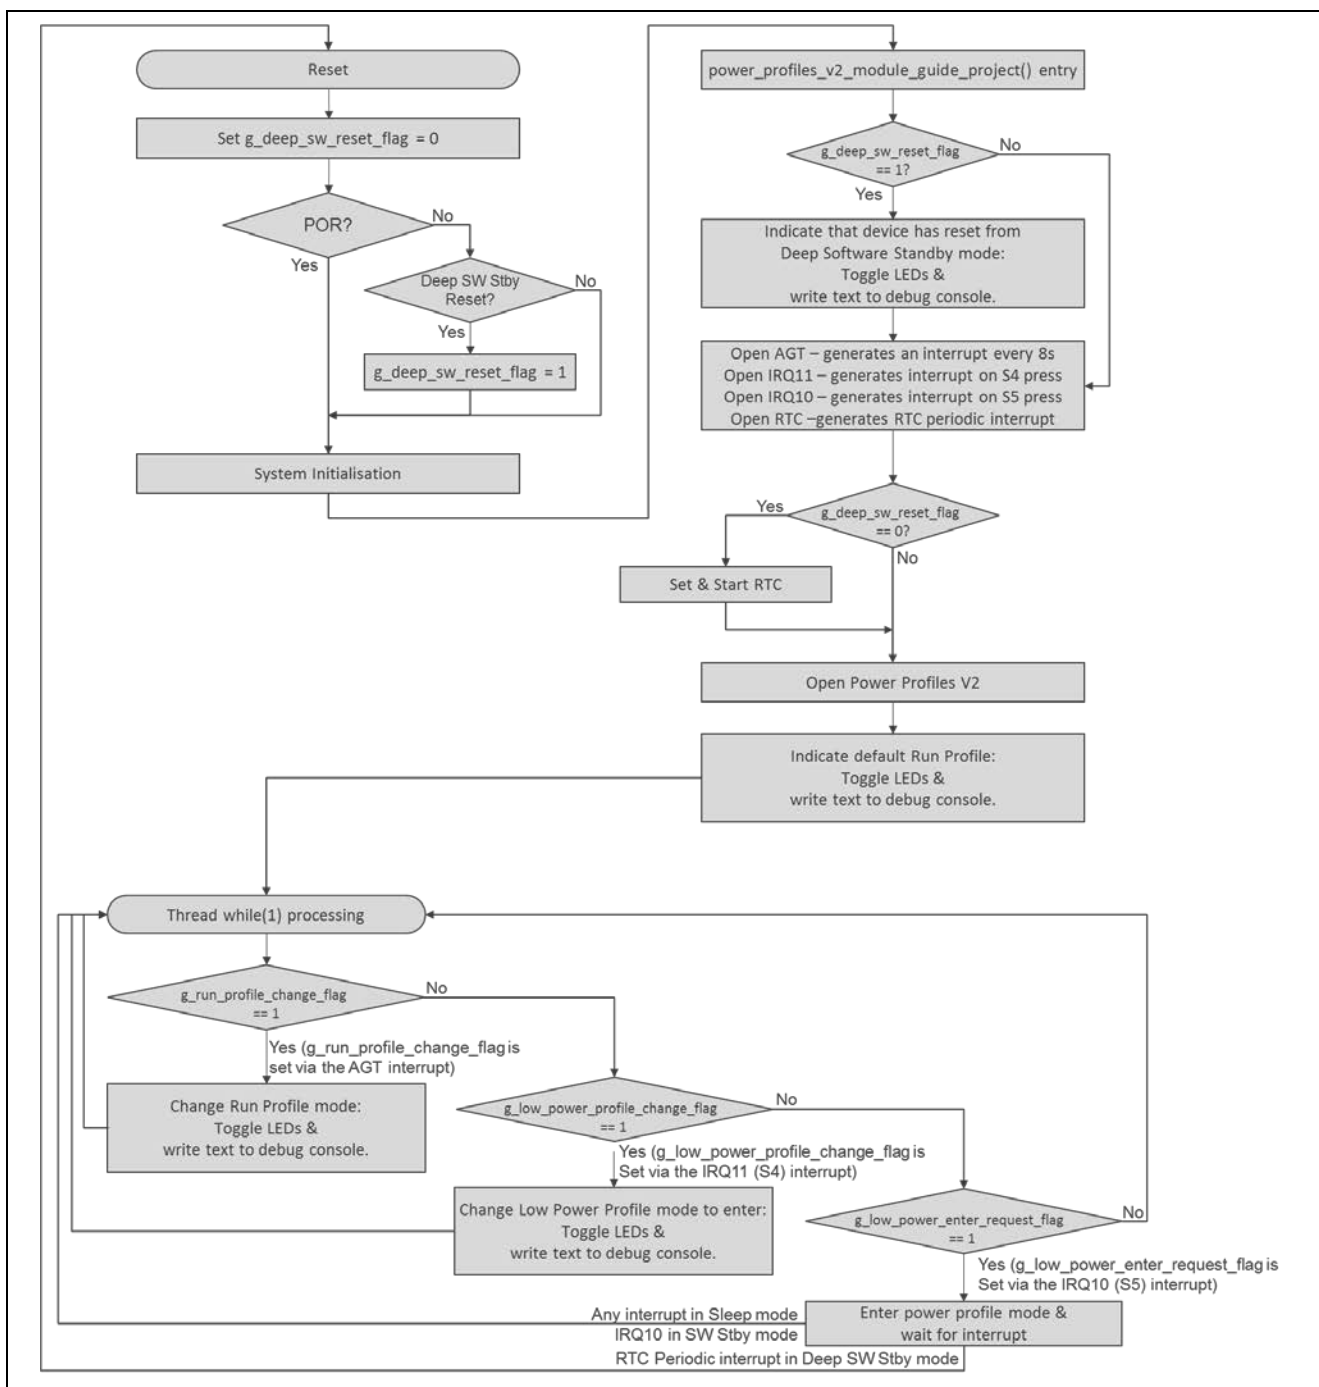 Reset
Set g_deep_sw_reset_flag = 0
POR?
No
Yes
Deep SW Stby
Reset?
No
Yes
g_deep_sw_reset_flag = 1
System Initialisation
power_profiles_v2_module_guide_project() entry
g_deep_sw_reset_flag
== 1?
No
Yes
Indicate that device has reset from
Deep Software Standby mode:
Toggle LEDs &
write text to debug console.
Open AGT – generates an interrupt every 8s
Open IRQ11 – generates interrupt on S4 press
Open IRQ10 – generates interrupt on S5 press
Open RTC –generates RTC periodic interrupt
g_deep_sw_reset_flag
== 0?
Yes
No
Set & Start RTC
Open Power Profiles V2
Indicate default Run Profile:
Toggle LEDs &
write text to debug console.
Thread while(1) processing
g_run_profile_change_flag
== 1
No
Yes (g_run_profile_change_flag is
set via the AGT interrupt)
Change Run Profile mode:
Toggle LEDs &
write text to debug console.
g_low_power_profile_change_flag
== 1
No
Yes (g_low_power_profile_change_flag is
Set via the IRQ11 (S4) interrupt)
Change Low Power Profile mode to enter:
Toggle LEDs &
write text to debug console.
g_low_power_enter_request_flag
== 1
No
Yes (g_low_power_enter_request_flag is
Set via the IRQ10 (S5) interrupt)
Enter power profile mode &
wait for interrupt
Any interrupt in Sleep mode
IRQ10 in SW Stby mode
RTC Periodic interrupt in Deep SW Stby mode